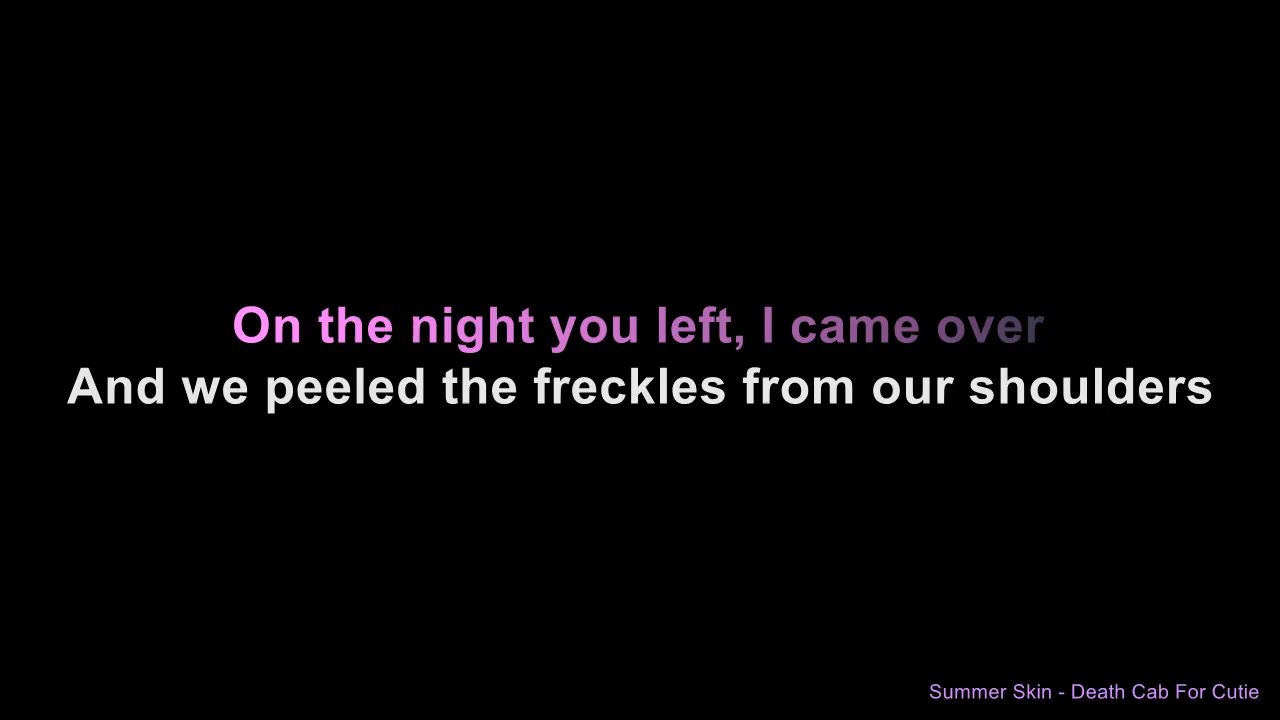 On the night you left, I came over
And we peeled the freckles from our shoulders
Summer Skin - Death Cab For Cutie